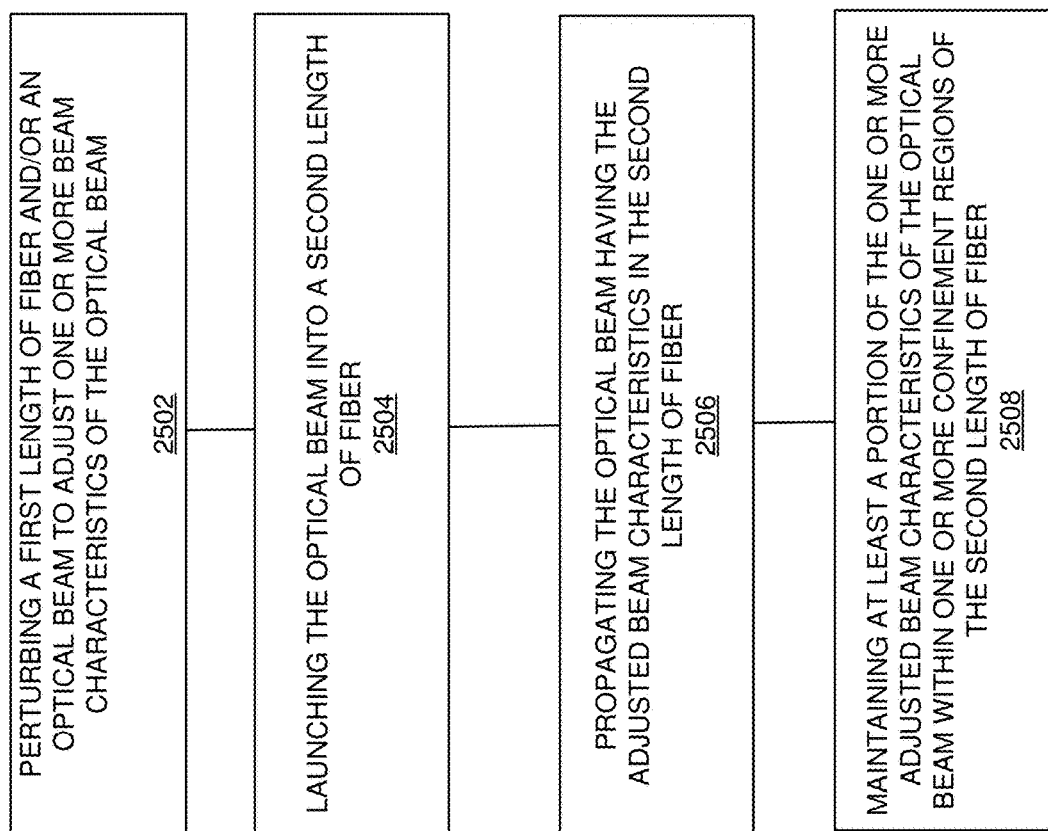 PERTURBING A FIRST LENGTH OF FIBER AND/OR AN
OPTICAL BEAM TO ADJUST ONE OR MORE BEAM
CHARACTERISTICS OF THE OPTICAL BEAM
2502
LAUNCHING THE OPTICAL BEAM INTO A SECOND LENGTH
OF FIBER
2504
PROPAGATING THE OPTICAL BEAM HAVING THE
ADJUSTED BEAM CHARACTERISTICS IN THE SECOND
LENGTH OF FIBER
2506
MAINTAINING AT LEAST A PORTION OF THE ONE OR MORE
ADJUSTED BEAM CHARACTERISTICS OF THE OPTICAL
BEAM WITHIN ONE OR MORE CONFINEMENT REGIONS OF
THE SECOND LENGTH OF FIBER
2508